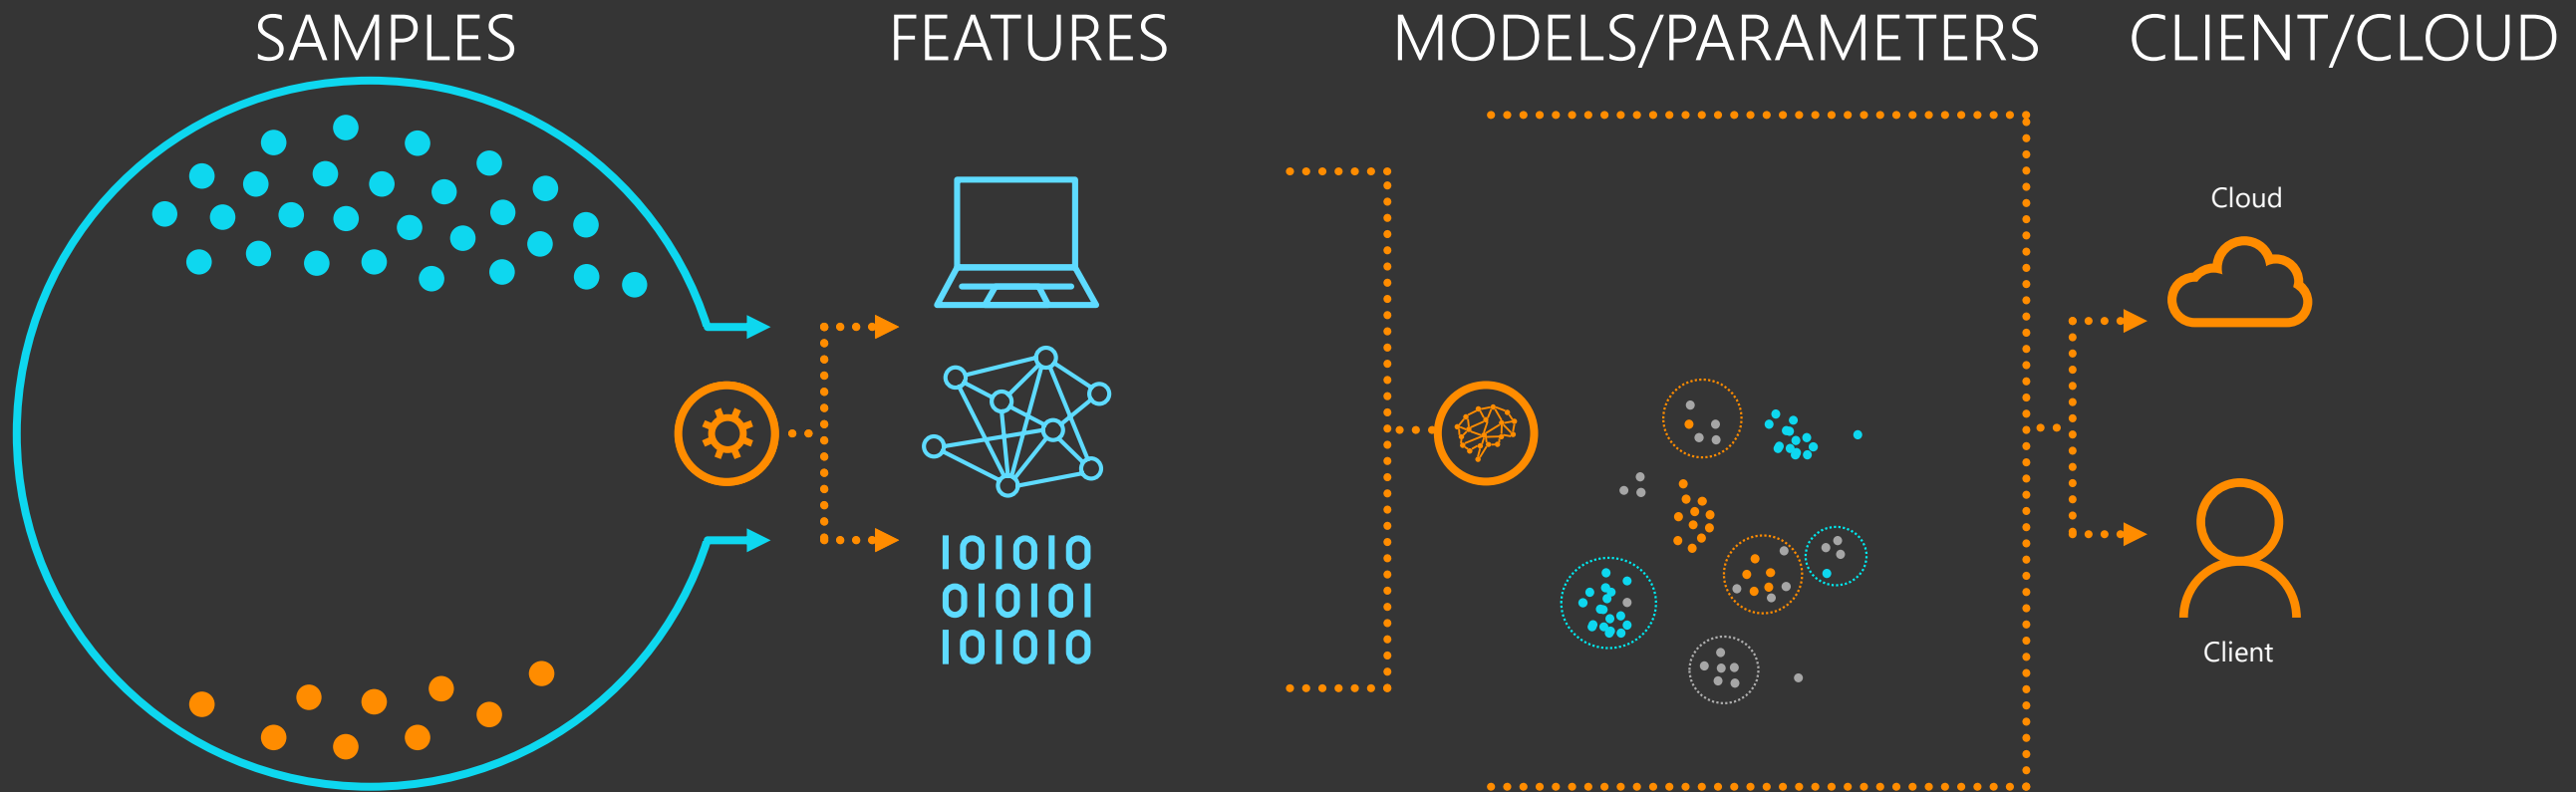 SAMPLES
FEATURES
MODELS/PARAMETERS
CLIENT/CLOUD
Cloud
101010
010101
101010
Client